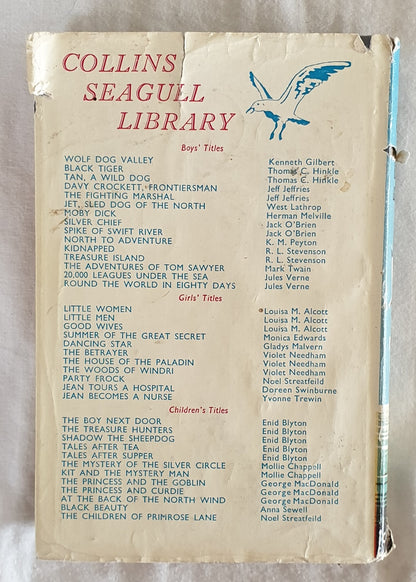 COLLINS
SEAGULL
LIBRARY
Boys' Titles
WOLF DOG VALLEY Kenneth Gilbert
BLACK TIGER Thomas C. Hinkle
TAN, A WILD DOG Thomas C. Hinkle
DAVY CROCKETT, FRONTIERSMAN Jeff Jeffries
THE FIGHTING MARSHAL Jeff Jeffries
JET, SLED DOG OF THE NORTH West Lathrop
MOBY DICK Herman Melville
SILVER CHIEF Jack O'Brien
SPIKE OF SWIFT RIVER Jack O'Brien
NORTH TO ADVENTURE K. M. Peyton
KIDNAPPED R. L. Stevenson
TREASURE ISLAND R. L. Stevenson
THE ADVENTURES OF TOM SAWYER Mark Twain
20,000 LEAGUES UNDER THE SEA Jules Verne
ROUND THE WORLD IN EIGHTY DAYS Jules Verne
Girls' Titles
LITTLE WOMEN Louisa M. Alcott
LITTLE MEN Louisa M. Alcott
GOOD WIVES Louisa M. Alcott
SUMMER OF THE GREAT SECRET Monica Edwards
DANCING STAR Gladys Malvern
THE BETRAYER Violet Needham
THE HOUSE OF THE PALADIN Violet Needham
THE WOODS OF WINDRI Violet Needham
PARTY FROCK Noel Streatfeild
JEAN TOURS A HOSPITAL Doreen Swinburne
JEAN BECOMES A NURSE Yvonne Trewin
Children's Titles
THE BOY NEXT DOOR Enid Blyton
THE TREASURE HUNTERS Enid Blyton
SHADOW THE SHEEPDOG Enid Blyton
TALES AFTER TEA Enid Blyton
TALES AFTER SUPPER Enid Blyton
THE MYSTERY OF THE SILVER CIRCLE Mollie Chappell
KIT AND THE MYSTERY MAN Mollie Chappell
THE PRINCESS AND THE GOBLIN George MacDonald
THE PRINCESS AND CURDIE George MacDonald
AT THE BACK OF THE NORTH WIND George MacDonald
BLACK BEAUTY Anna Sewell
THE CHILDREN OF PRIMROSE LANE Noel Streatfeild